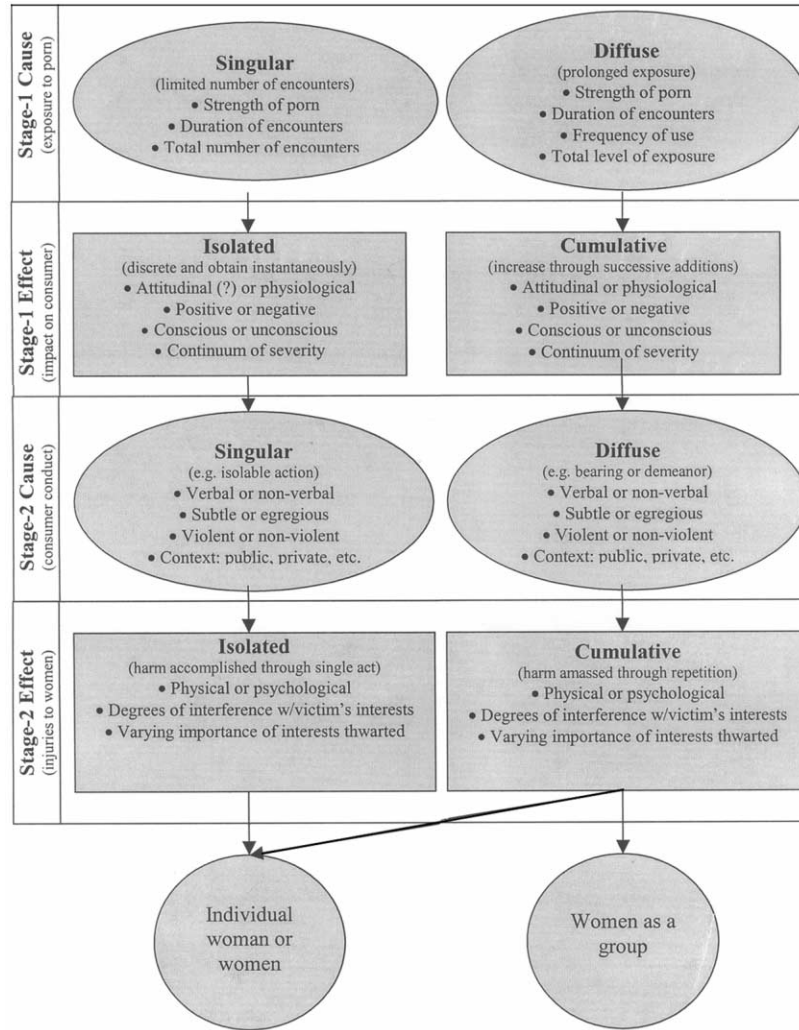 Stage-1 Cause
(exposure to porn)
Singular
(limited number of encounters)
• Strength of porn
• Duration of encounters
• Total number of encounters
Diffuse
(prolonged exposure)
• Strength of porn
• Duration of encounters
• Frequency of use
• Total level of exposure
Stage-1 Effect
(impact on consumer)
Isolated
(discrete and obtain instantaneously)
• Attitudinal (?) or physiological
• Positive or negative
• Conscious or unconscious
• Continuum of severity
Cumulative
(increase through successive additions)
• Attitudinal or physiological
• Positive or negative
• Conscious or unconscious
• Continuum of severity
Stage-2 Cause
(consumer conduct)
Singular
(e.g. isolable action)
• Verbal or non-verbal
• Subtle or egregious
• Violent or non-violent
• Context: public, private, etc.
Diffuse
(e.g. bearing or demeanor)
• Verbal or non-verbal
• Subtle or egregious
• Violent or non-violent
• Context: public, private, etc.
Stage-2 Effect
(injuries to women)
Isolated
(harm accomplished through single act)
• Physical or psychological
• Degrees of interference w/victim's interests
• Varying importance of interests thwarted
Cumulative
(harm amassed through repetition)
• Physical or psychological
• Degrees of interference w/victim's interests
• Varying importance of interests thwarted
Individual
woman or
women
Women as a
group